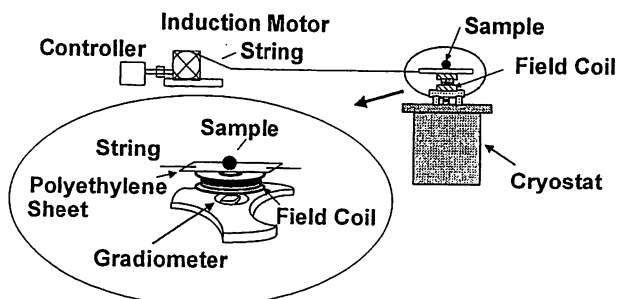 Induction Motor
Sample
Controller
String
Field Coil
Sample
String
Polyethylene
Sheet
Cryostat
Field Coil
Gradiometer